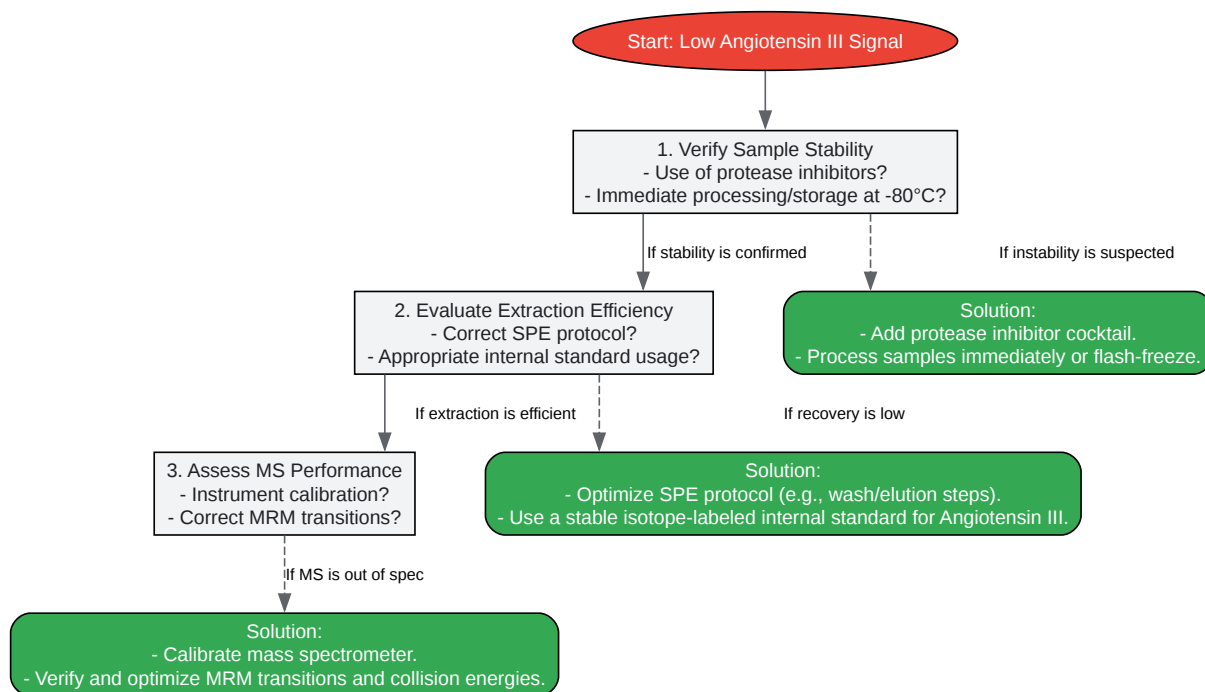 Start: Low Angiotensin III Signal
1. Verify Sample Stability
- Use of protease inhibitors?
- Immediate processing/storage at -80°C?
If stability is confirmed
If instability is suspected
2. Evaluate Extraction Efficiency
- Correct SPE protocol?
- Appropriate internal standard usage?
Solution:
- Add protease inhibitor cocktail.
- Process samples immediately or flash-freeze.
If extraction is efficient
If recovery is low
3. Assess MS Performance
- Instrument calibration?
- Correct MRM transitions?
Solution:
- Optimize SPE protocol (e.g., wash/elution steps).
- Use a stable isotope-labeled internal standard for Angiotensin III.
If MS is out of spec
Solution:
- Calibrate mass spectrometer.
- Verify and optimize MRM transitions and collision energies.